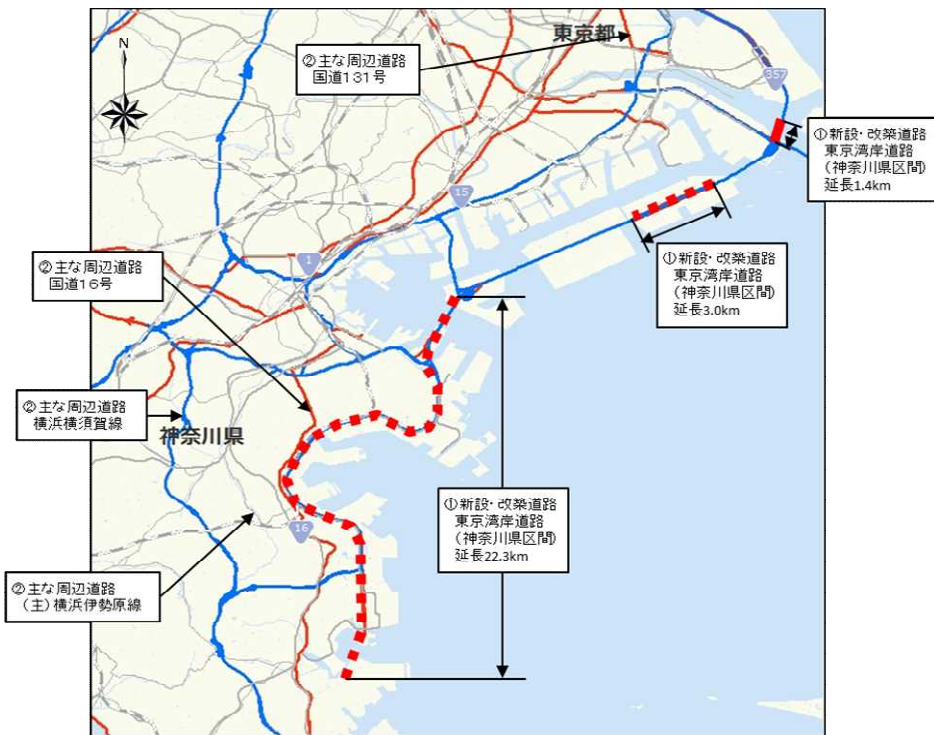 N
東京都
②主な周辺道路
国道131号
357
①新設・改築道路
東京湾岸道路
(神奈川県区間)
延長1.4km
15
1
②主な周辺道路
国道16号
①新設・改築道路
東京湾岸道路
(神奈川県区間)
延長3.0km
②主な周辺道路
横浜横須賀線
神奈川県
①新設・改築道路
東京湾岸道路
(神奈川県区間)
延長22.3km
16
②主な周辺道路
(主)横浜伊勢原線